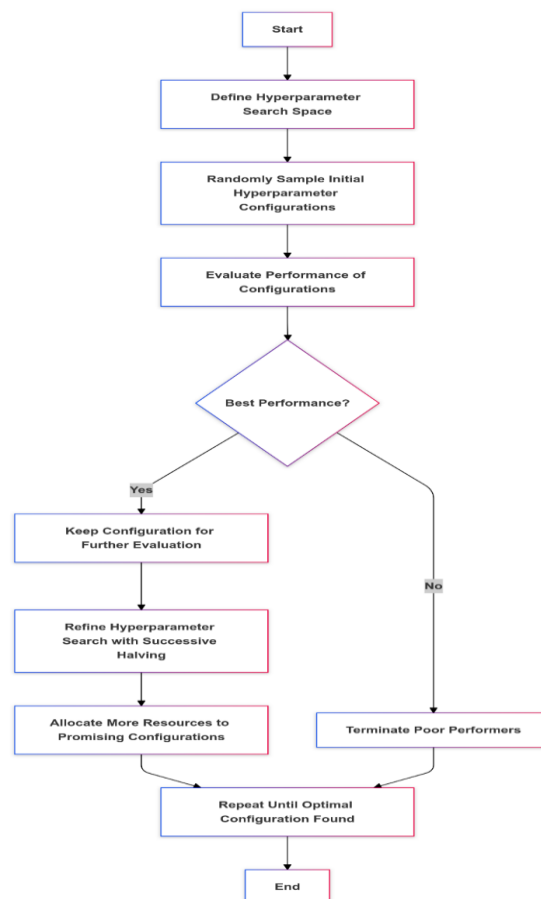 Start
Define Hyperparameter
Search Space
Randomly Sample Initial
Hyperparameter
Configurations
Evaluate Performance of
Configurations
Best Performance?
Yes
Keep Configuration for
Further Evaluation
No
Refine Hyperparameter
Search with Successive
Halving
Allocate More Resources to
Promising Configurations
Terminate Poor Performers
Repeat Until Optimal
Configuration Found
End